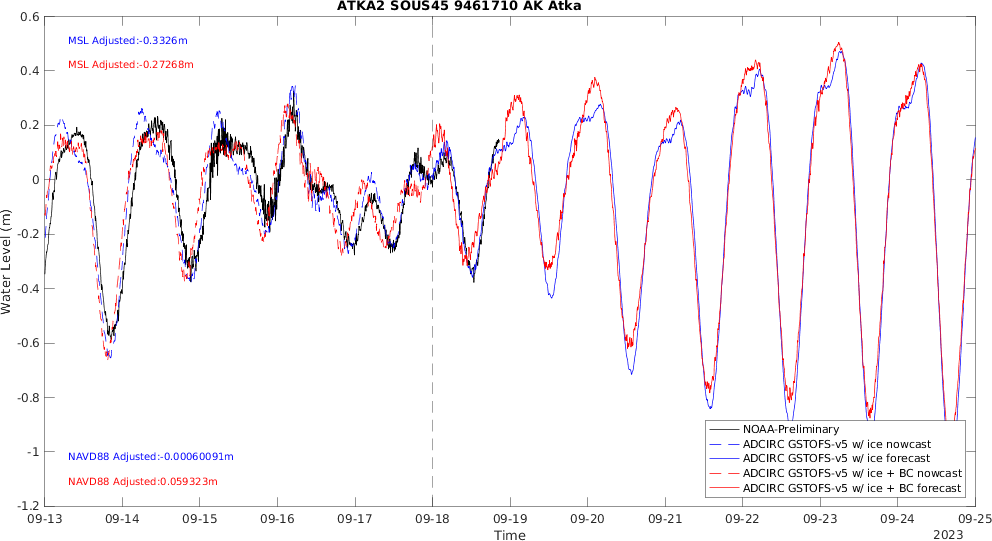 ATKA2 SOUS45 9461710 AK Atka
0.6
0.4
0.2
0
-0.2
-0.4
-0.6
-0.8
-1
-1.2
Water Level (m)
MSL Adjusted:-0.3326m
MSL Adjusted:-0.27268m
NAVD88 Adjusted:-0.00060091m
NAVD88 Adjusted:0.059323m
NOAA-Preliminary
ADCIRC GSTOFS-v5 w/ ice nowcast
ADCIRC GSTOFS-v5 w/ ice forecast
ADCIRC GSTOFS-v5 w/ ice + BC nowcast
ADCIRC GSTOFS-v5 w/ ice + BC forecast
09-13 09-14 09-15 09-16 09-17 09-18 09-19 09-20 09-21 09-22 09-23 09-24 09-25
Time
2023